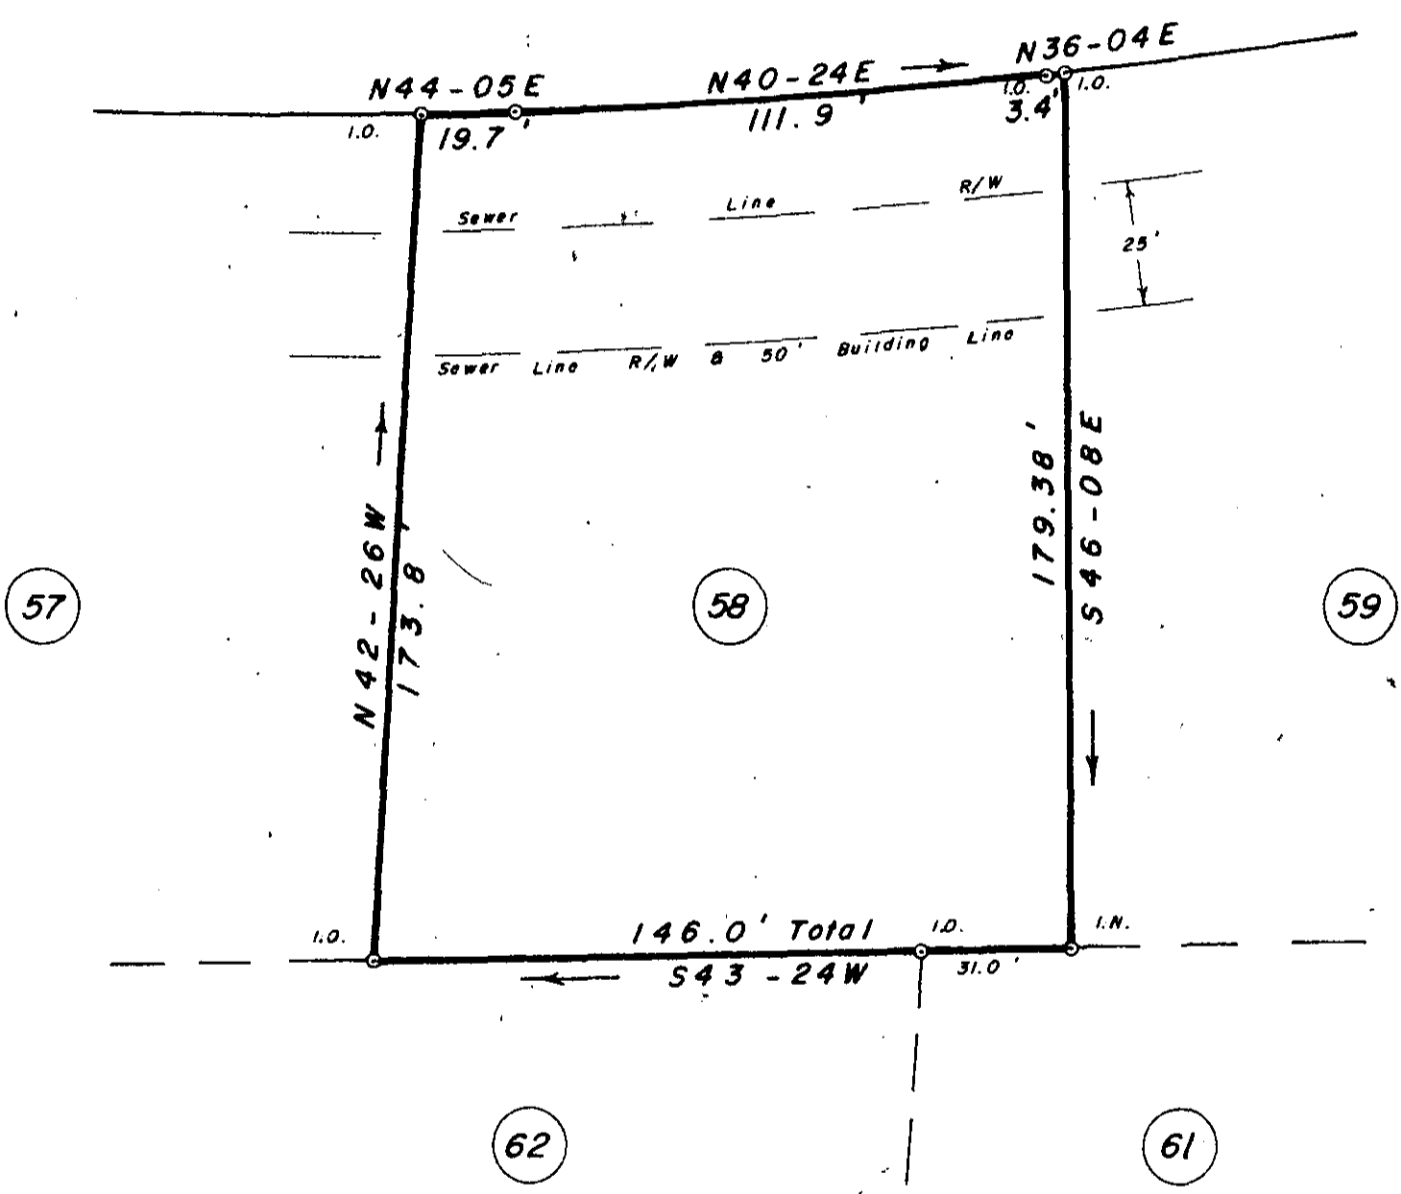 N36-04E
N44-05E
N40-24E
I.O.
I.O.
I.O.
19.7'
111.9'
3.4'
Sewer Line R/W
25'
Sewer Line R/W & 50' Building Line
N42-26W
173.8'
179.38'
S46-08E
57
58
59
I.O.
146.0' Total
I.O.
I.N.
S43-24W
31.0'
62
61